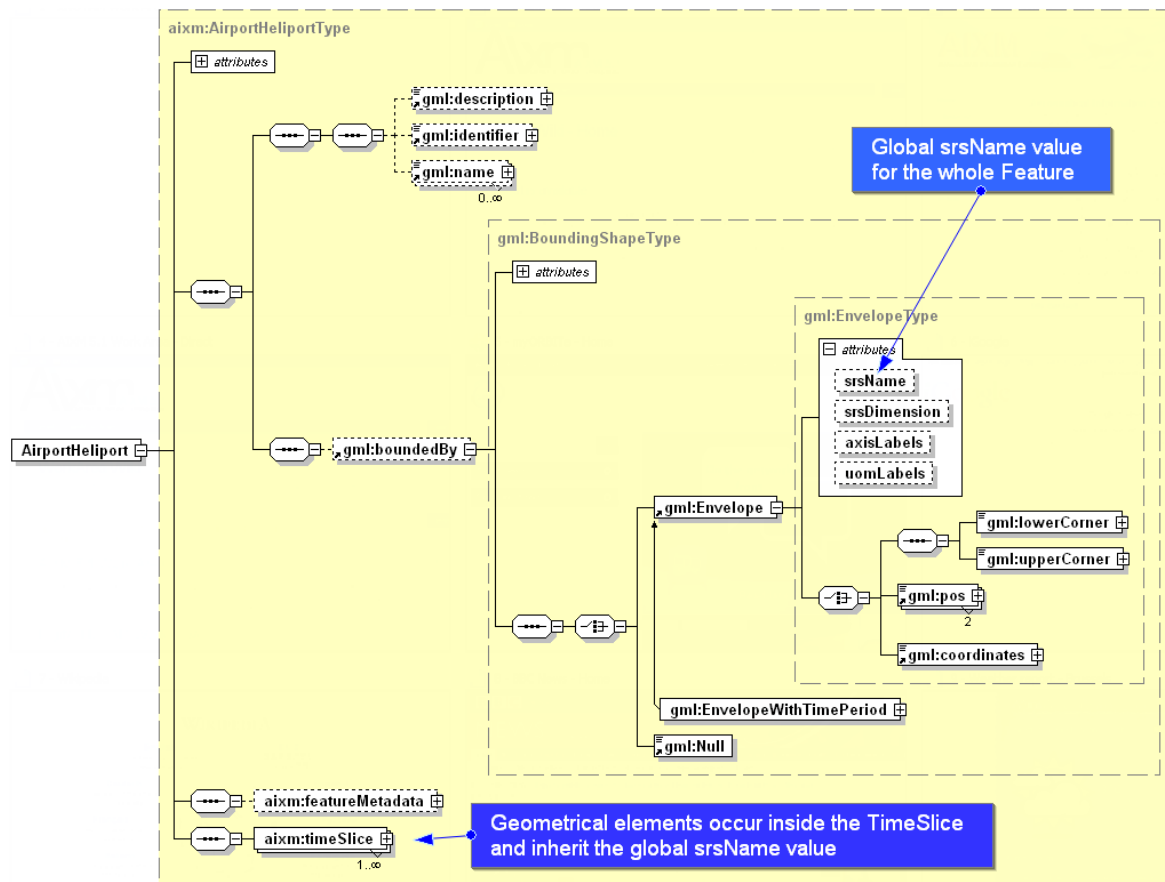 aixm:AirportHeliportType
attributes
gml:description
gml:identifier
gml:name
0..∞
Global srsName value
for the whole Feature
gml:BoundingShapeType
attributes
gml:EnvelopeType
attributes
srsName
srsDimension
axisLabels
uomLabels
AirportHeliport
gml:boundedBy
gml:Envelope
gml:lowerCorner
gml:upperCorner
gml:pos
2
gml:coordinates
gml:EnvelopeWithTimePeriod
gml:Null
aixm:featureMetadata
aixm:timeSlice
1..∞
Geometrical elements occur inside the TimeSlice
and inherit the global srsName value